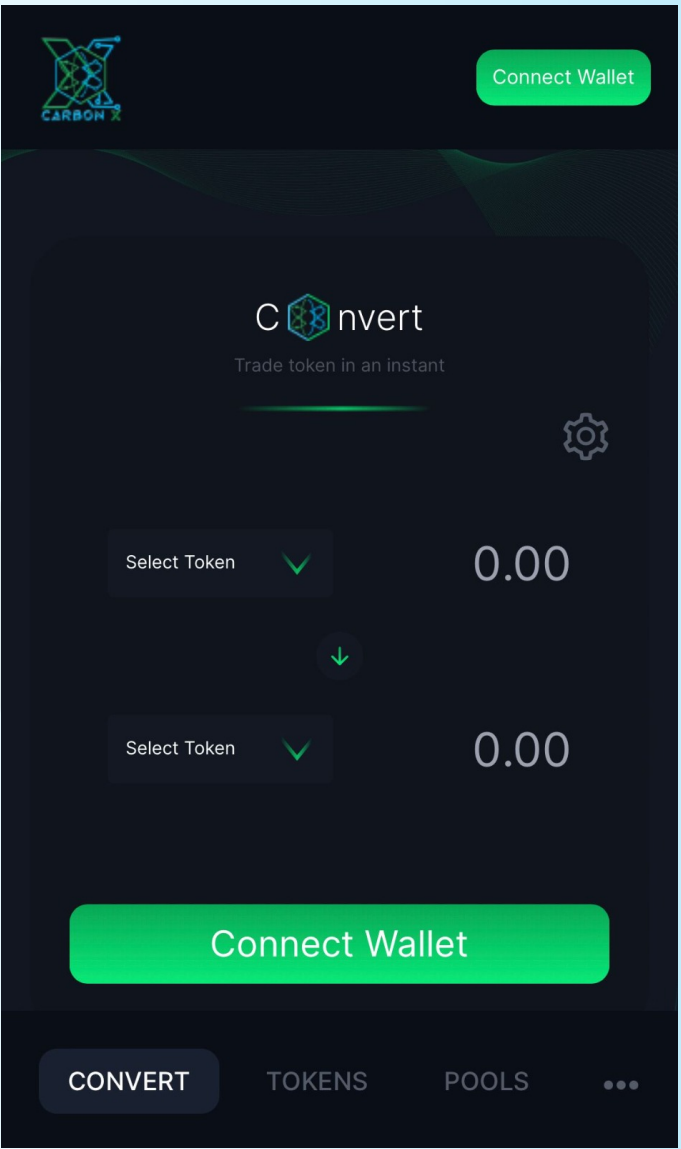 CARBON X
Connect Wallet
Convert
Trade token in an instant
Select Token 0.00
Select Token 0.00
Connect Wallet
CONVERT TOKENS POOLS